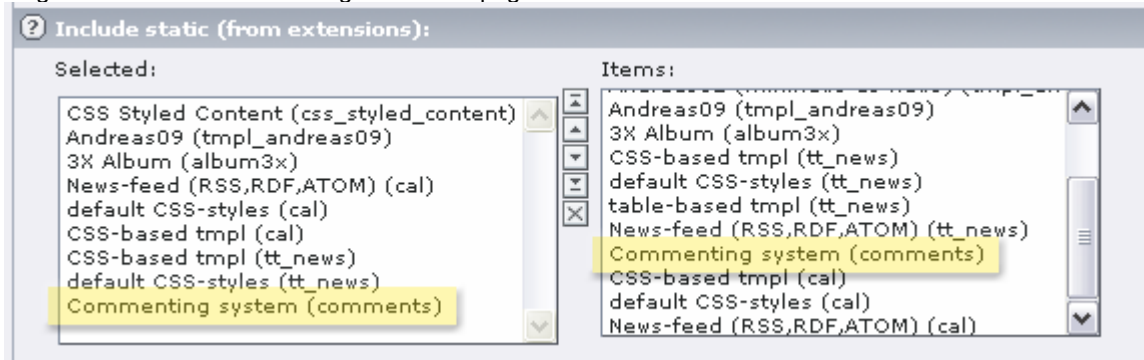 Include static (from extensions):
Selected:
CSS Styled Content (css_styled_content)
Andreas09 (tmpl_andreas09)
3X Album (album3x)
News-feed (RSS,RDF,ATOM) (cal)
default CSS-styles (cal)
CSS-based tmpl (cal)
CSS-based tmpl (tt_news)
default CSS-styles (tt_news)
Commenting system (comments)
Items:
Andreas09 (tmpl_andreas09)
3X Album (album3x)
CSS-based tmpl (tt_news)
default CSS-styles (tt_news)
table-based tmpl (tt_news)
News-feed (RSS,RDF,ATOM) (tt_news)
Commenting system (comments)
CSS-based tmpl (cal)
default CSS-styles (cal)
News-feed (RSS,RDF,ATOM) (cal)